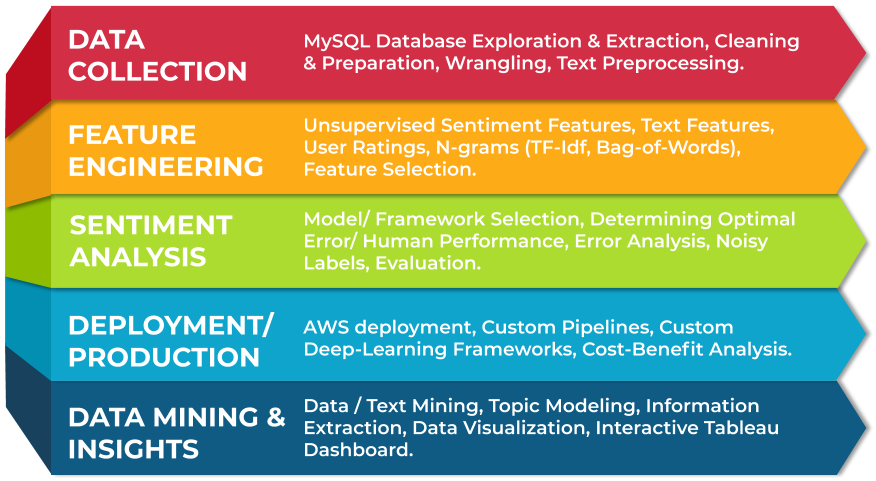 DATA
COLLECTION
MySQL Database Exploration & Extraction, Cleaning
& Preparation, Wrangling, Text Preprocessing.
FEATURE
ENGINEERING
Unsupervised Sentiment Features, Text Features,
User Ratings, N-grams (TF-Idf, Bag-of-Words),
Feature Selection.
SENTIMENT
ANALYSIS
Model/ Framework Selection, Determining Optimal
Error/ Human Performance, Error Analysis, Noisy
Labels, Evaluation.
DEPLOYMENT/
PRODUCTION
AWS deployment, Custom Pipelines, Custom
Deep-Learning Frameworks, Cost-Benefit Analysis.
DATA MINING &
INSIGHTS
Data / Text Mining, Topic Modeling, Information
Extraction, Data Visualization, Interactive Tableau
Dashboard.